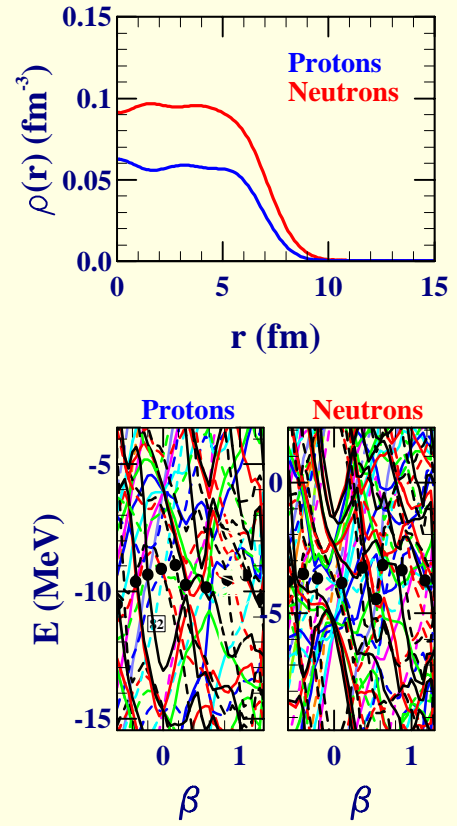 0.15
Protons
Neutrons
0.1
0.05
0.0
ρ(r) (fm⁻³)
0 5 10 15
r (fm)
Protons Neutrons
-5
-10
-15
0
-5
82
E (MeV)
0 1 0 1
β β